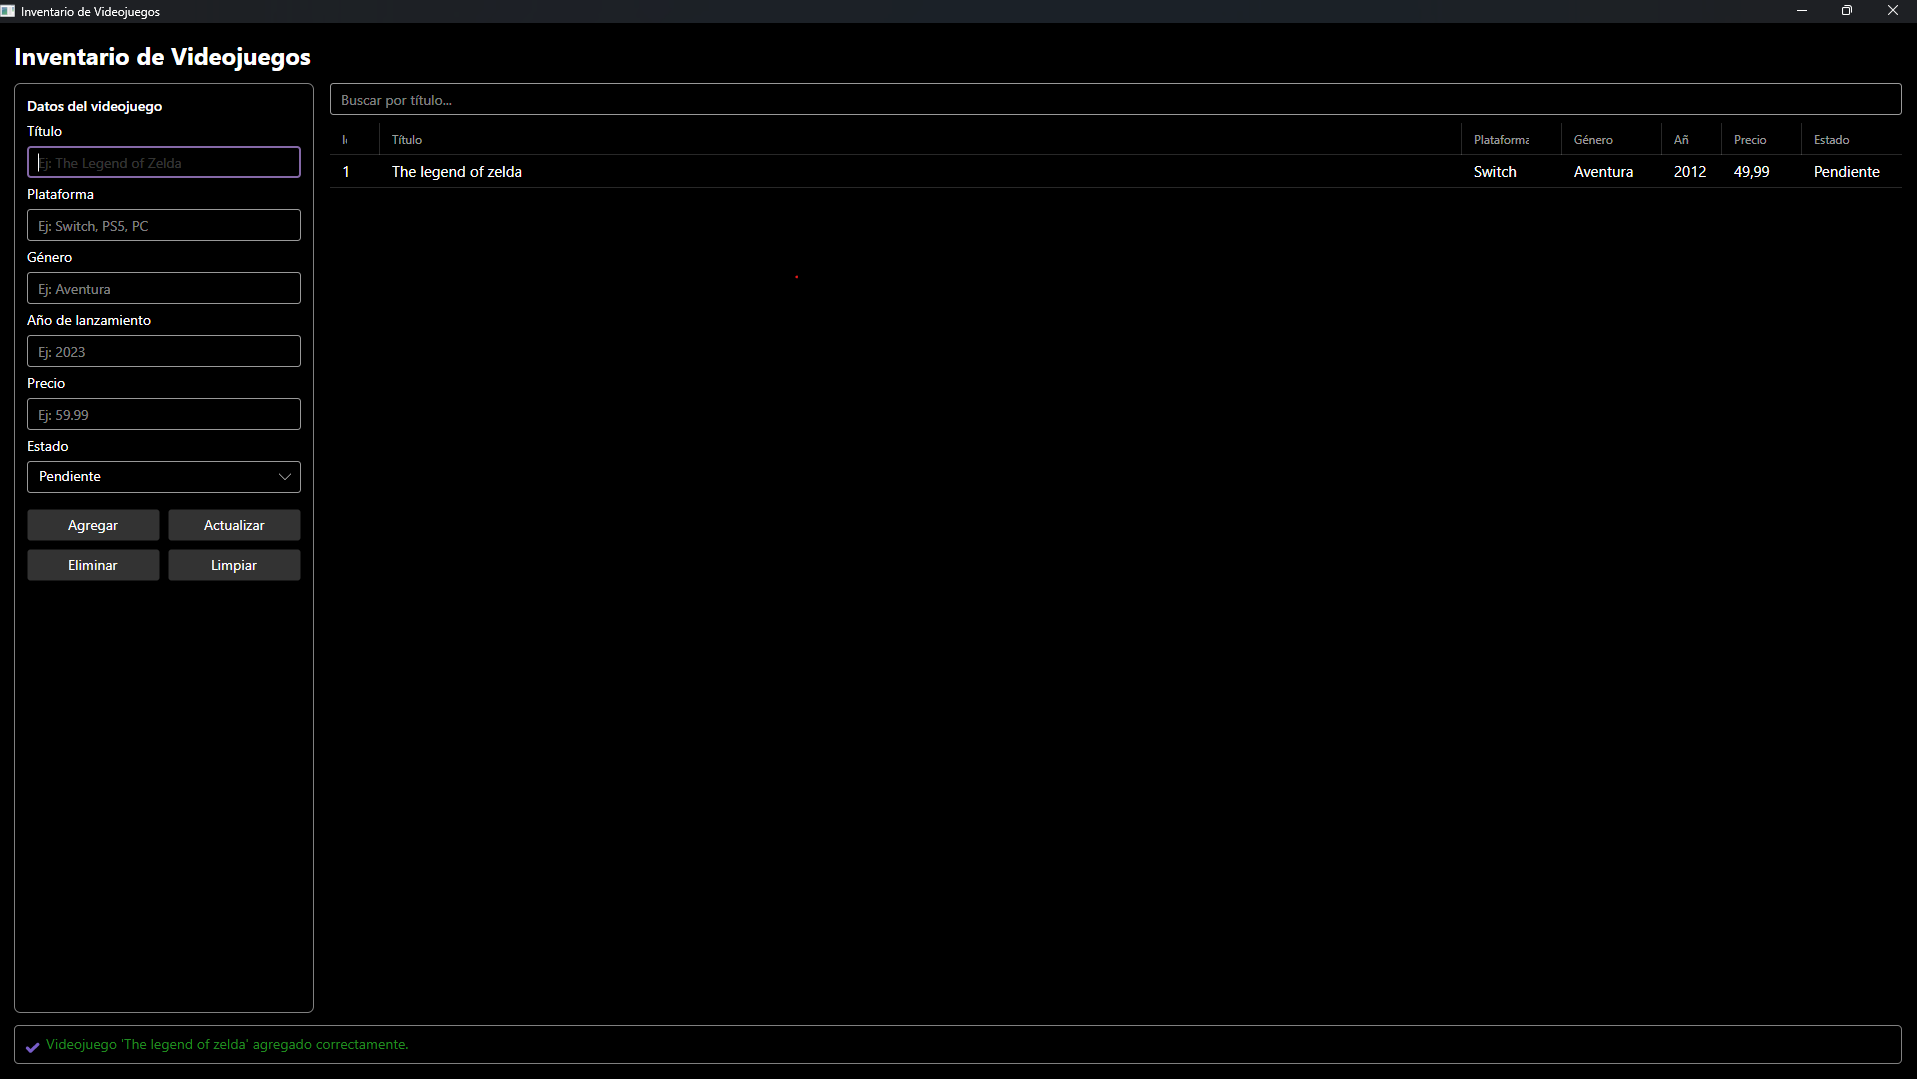 Inventario de Videojuegos
Inventario de Videojuegos
Datos del videojuego
Título
Ej: The Legend of Zelda
Plataforma
Ej: Switch, PS5, PC
Género
Ej: Aventura
Año de lanzamiento
Ej: 2023
Precio
Ej: 59.99
Estado
Pendiente
Agregar Actualizar
Eliminar Limpiar
Buscar por título...
Título Plataforma Género Añ Precio Estado
1 The legend of zelda Switch Aventura 2012 49,99 Pendiente
Videojuego 'The legend of zelda' agregado correctamente.